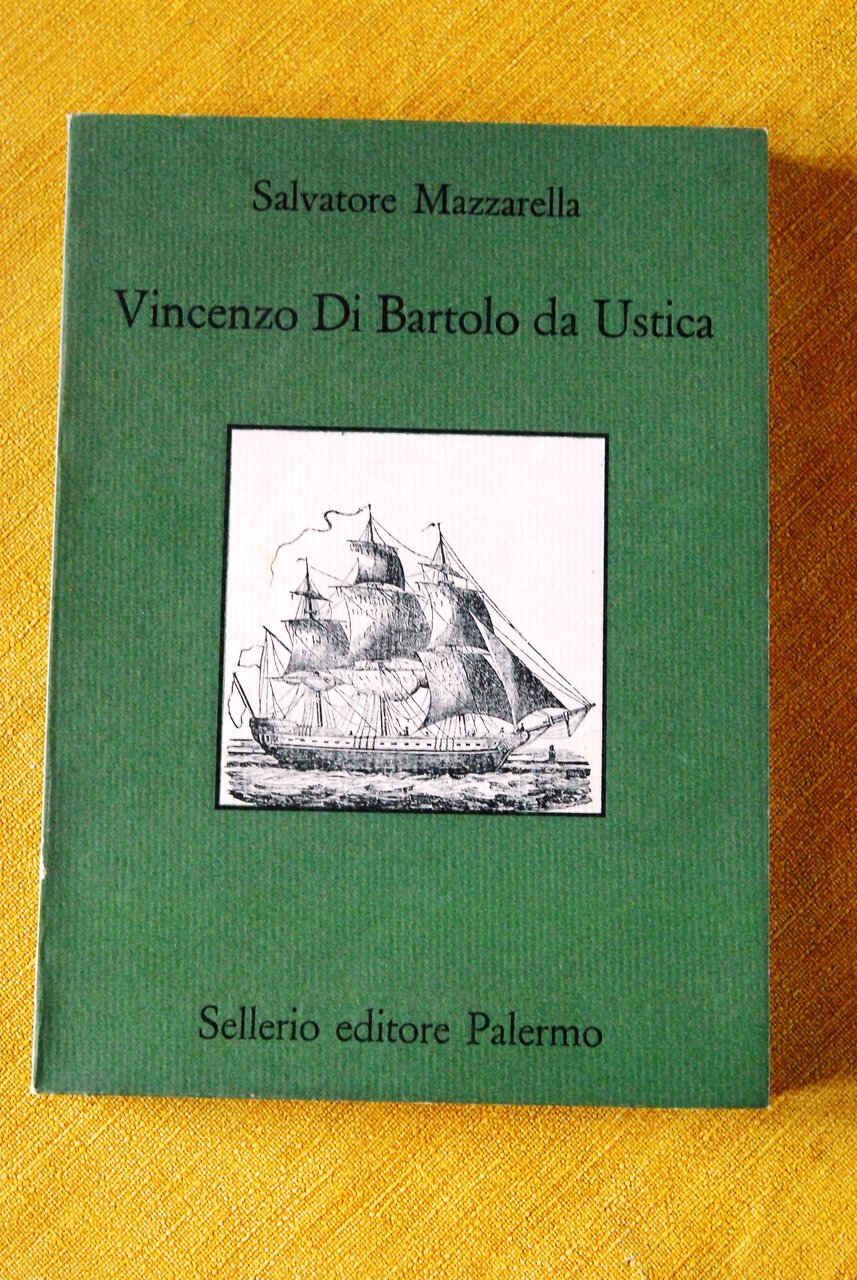 Salvatore Mazzarella
Vincenzo Di Bartolo da Ustica
Sellerio editore Palermo